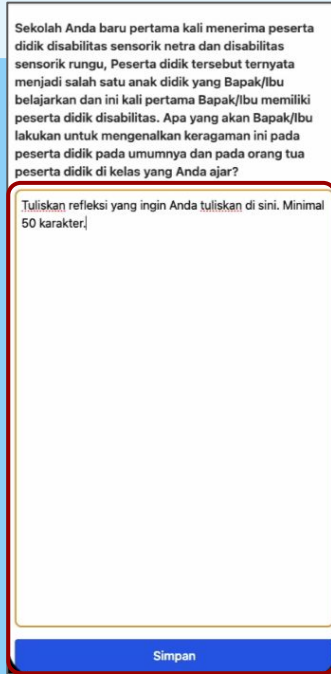 Sekolah Anda baru pertama kali menerima peserta
didik disabilitas sensorik netra dan disabilitas
sensorik rungu, Peserta didik tersebut ternyata
menjadi salah satu anak didik yang Bapak/Ibu
belajarkan dan ini kali pertama Bapak/Ibu memiliki
peserta didik disabilitas. Apa yang akan Bapak/Ibu
lakukan untuk mengenalkan keragaman ini pada
peserta didik pada umumnya dan pada orang tua
peserta didik di kelas yang Anda ajar?
Tuliskan refleksi yang ingin Anda tuliskan di sini. Minimal
50 karakter.
Simpan